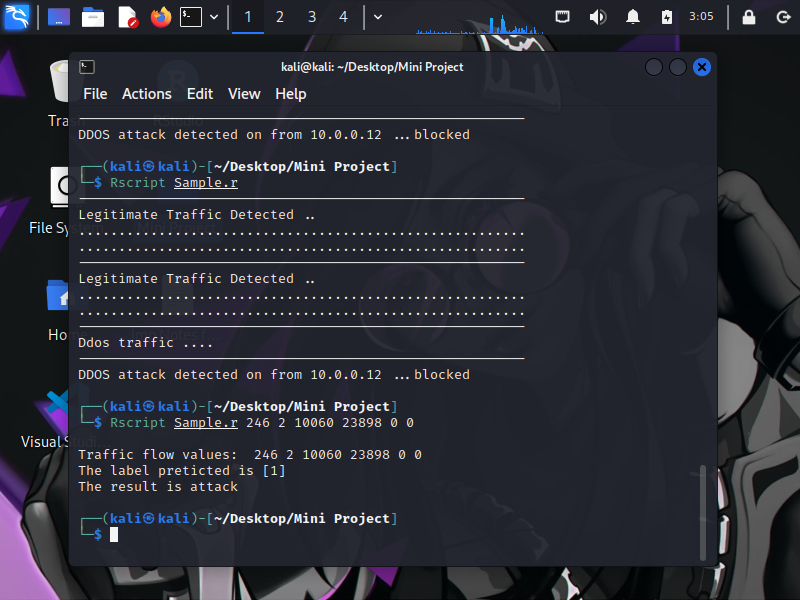 1 2 3 4 3:05
kali@kali: ~/Desktop/Mini Project
File Actions Edit View Help
DDOS attack detected on from 10.0.0.12 ...blocked
┌──(kali㉿kali)-[~/Desktop/Mini Project]
└─$ Rscript Sample.r
Legitimate Traffic Detected ..
........................................................
........................................................
Legitimate Traffic Detected ..
........................................................
........................................................
Ddos traffic ....
DDOS attack detected on from 10.0.0.12 ...blocked
┌──(kali㉿kali)-[~/Desktop/Mini Project]
└─$ Rscript Sample.r 246 2 10060 23898 0 0
Traffic flow values:  246 2 10060 23898 0 0
The label preticted is [1]
The result is attack
┌──(kali㉿kali)-[~/Desktop/Mini Project]
└─$
Tras
File Sys
Ho
Visual Studi...
RStudio